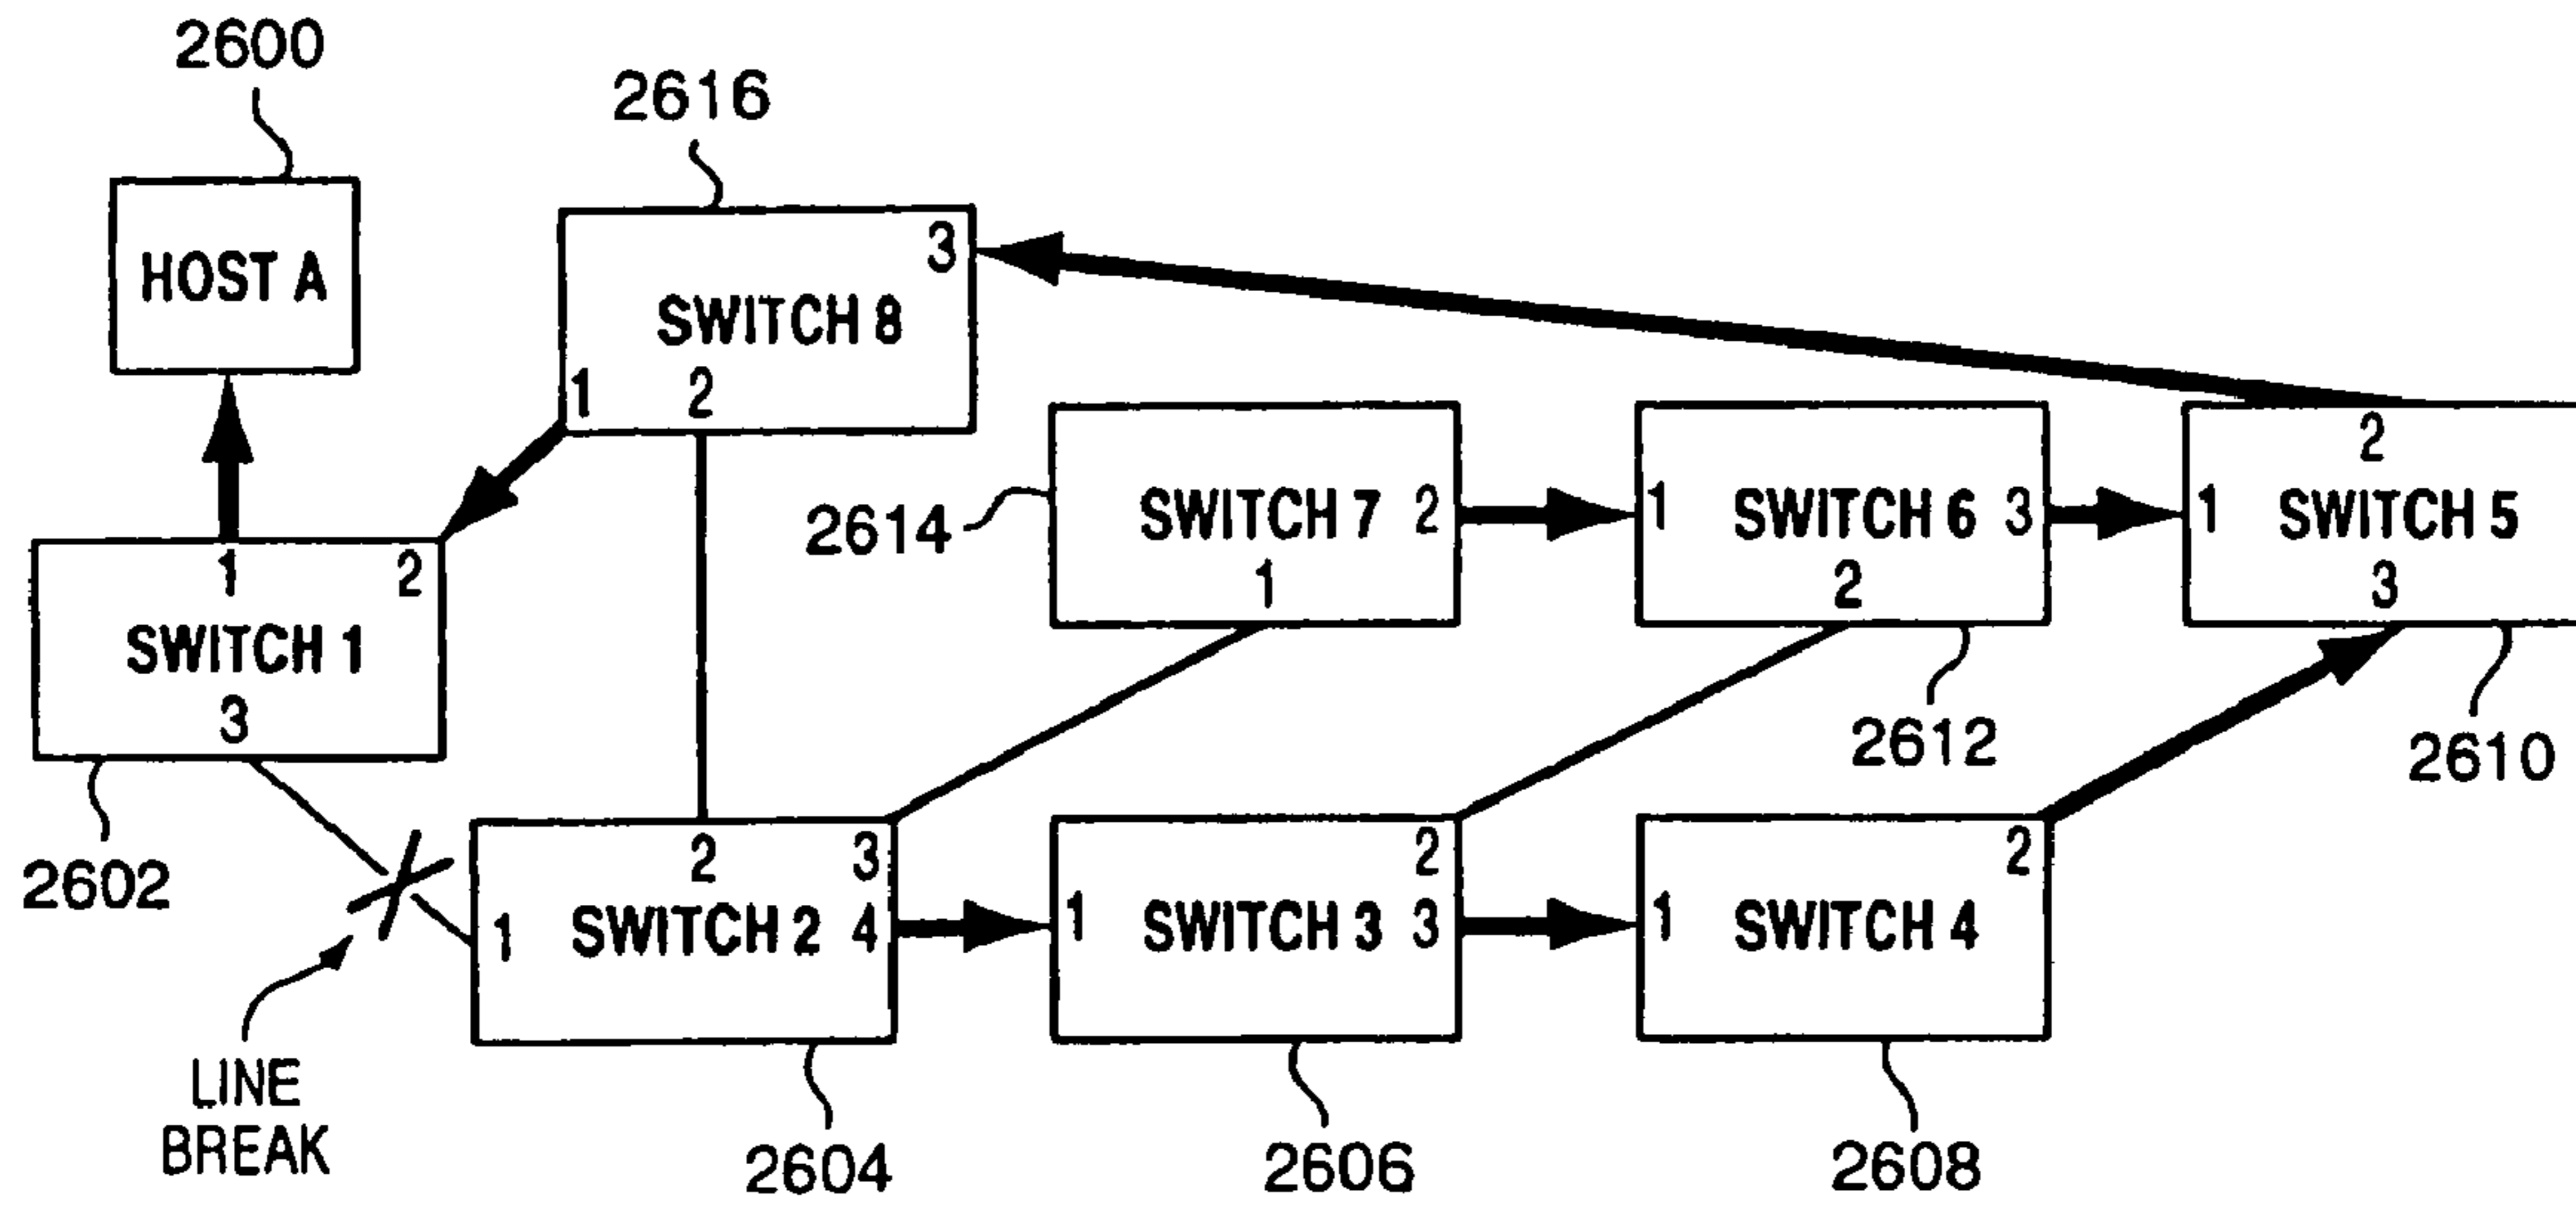 2600
2616
HOST A
3
SWITCH 8
1 2
2
2614
SWITCH 7 2
1
1 SWITCH 6 3
2
1 SWITCH 5
3
1 2
SWITCH 1
3
2612
2610
2602
2 3
1 SWITCH 2 4
2
1 SWITCH 3 3
2
1 SWITCH 4
LINE
BREAK
2604
2606
2608